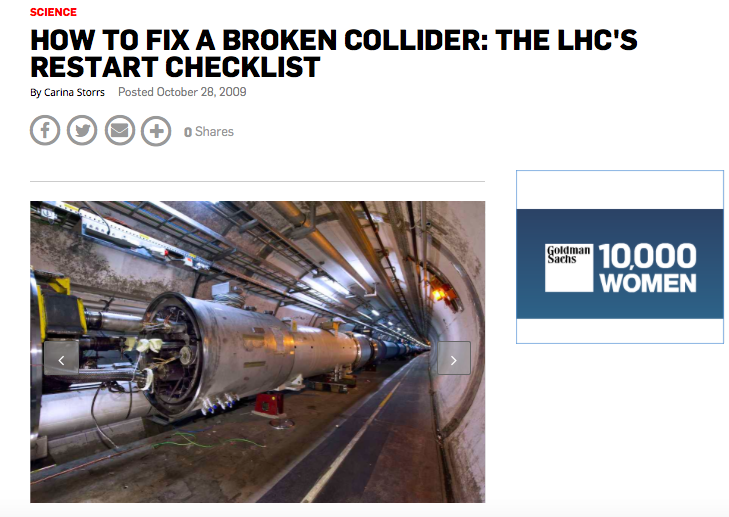 SCIENCE
HOW TO FIX A BROKEN COLLIDER: THE LHC'S
RESTART CHECKLIST
By Carina Storrs Posted October 28, 2009
0 Shares
Goldman
Sachs
10,000
WOMEN